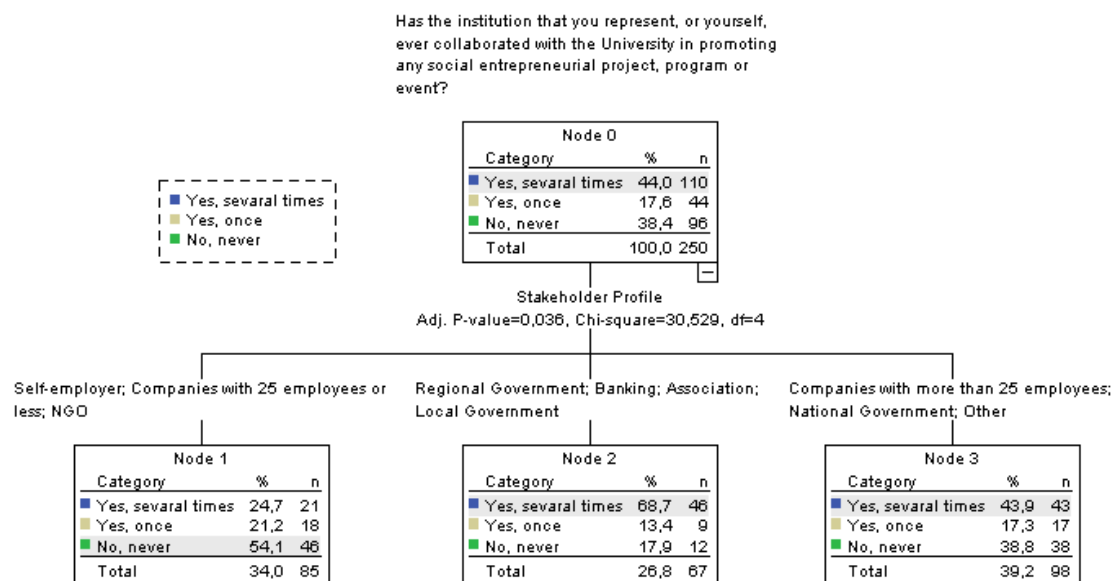 Has the institution that you represent, or yourself,
ever collaborated with the University in promoting
any social entrepreneurial project, program or
event?
Node 0
Category % n
Yes, sevaral times 44,0 110
Yes, once 17,6 44
No, never 38,4 96
Total 100,0 250
Yes, sevaral times
Yes, once
No, never
Stakeholder Profile
Adj. P-value=0,036, Chi-square=30,529, df=4
Self-employer; Companies with 25 employees or
less; NGO
Regional Government; Banking; Association;
Local Government
Companies with more than 25 employees;
National Government; Other
Node 1
Category % n
Yes, sevaral times 24,7 21
Yes, once 21,2 18
No, never 54,1 46
Total 34,0 85
Node 2
Category % n
Yes, sevaral times 68,7 46
Yes, once 13,4 9
No, never 17,9 12
Total 26,8 67
Node 3
Category % n
Yes, sevaral times 43,9 43
Yes, once 17,3 17
No, never 38,8 38
Total 39,2 98